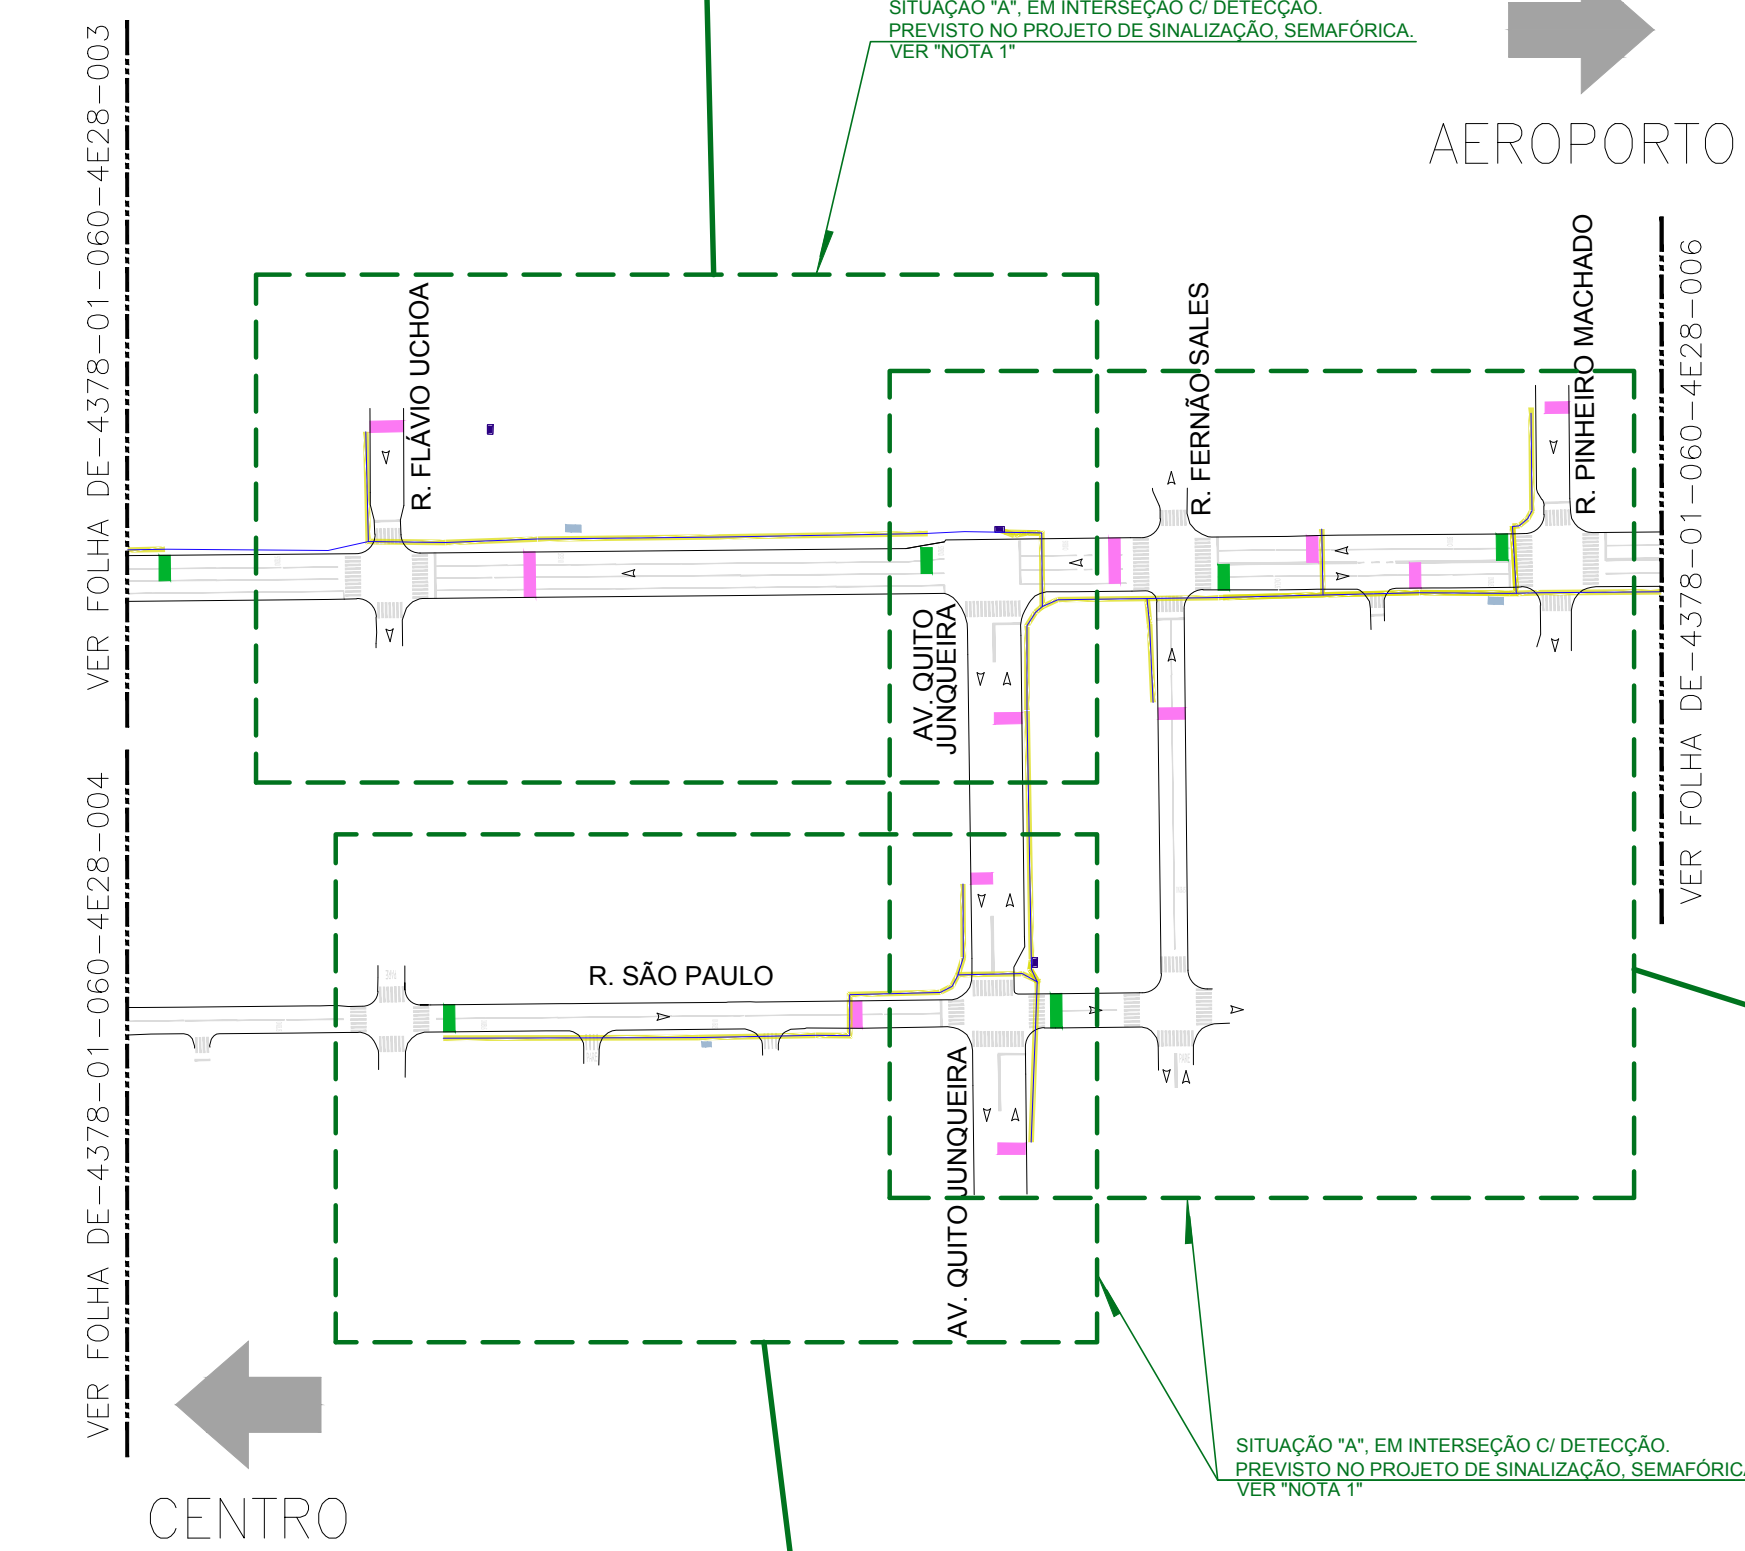 SITUAÇÃO "A", EM INTERSEÇÃO C/ DETECÇÃO.
PREVISTO NO PROJETO DE SINALIZAÇÃO, SEMAFÓRICA.
VER "NOTA 1"
AEROPORTO
VER FOLHA DE-4378-01-060-4E28-003
R. FLÁVIO UCHOA
R. FERNÃO SALES
R. PINHEIRO MACHADO
VER FOLHA DE-4378-01-060-4E28-006
AV. QUITO
JUNQUEIRA
VER FOLHA DE-4378-01-060-4E28-004
R. SÃO PAULO
AV. QUITO JUNQUEIRA
CENTRO
SITUAÇÃO "A", EM INTERSEÇÃO C/ DETECÇÃO.
PREVISTO NO PROJETO DE SINALIZAÇÃO, SEMAFÓRICA
VER "NOTA 1"